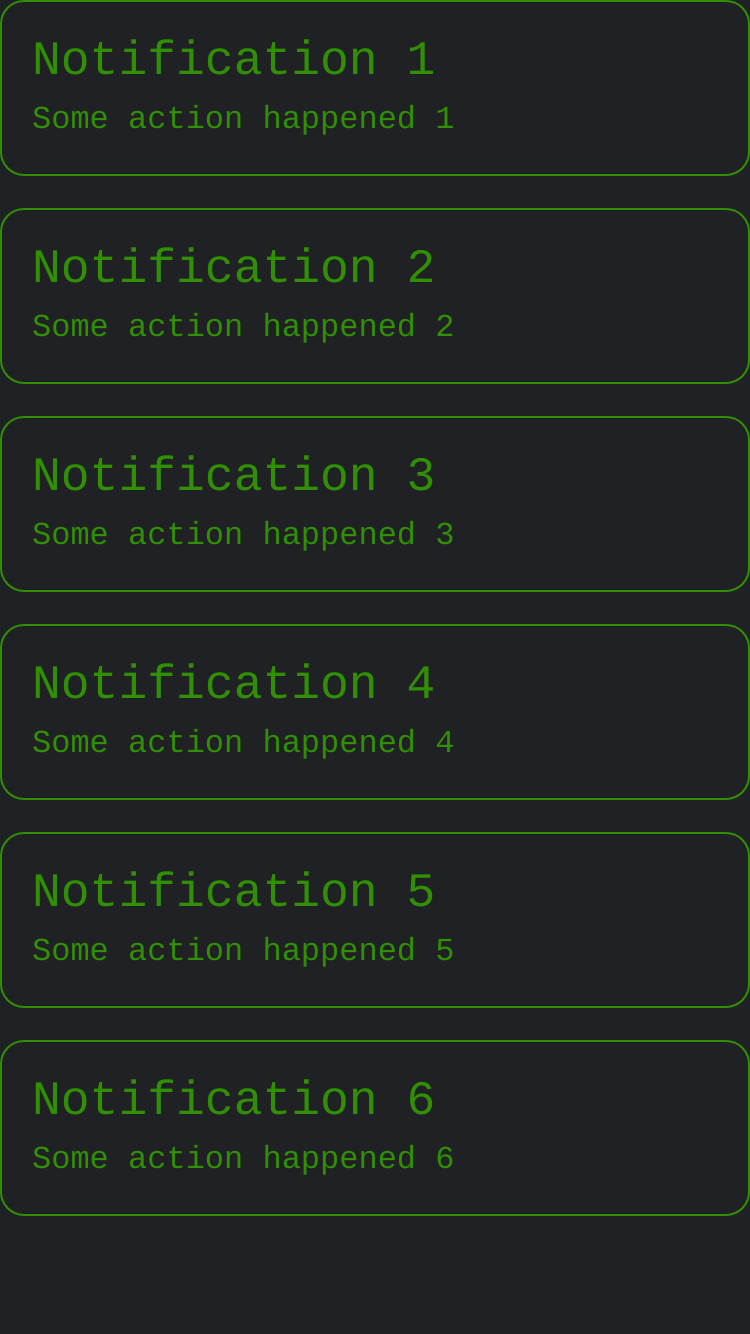 Notification 1
Some action happened 1
Notification 2
Some action happened 2
Notification 3
Some action happened 3
Notification 4
Some action happened 4
Notification 5
Some action happened 5
Notification 6
Some action happened 6